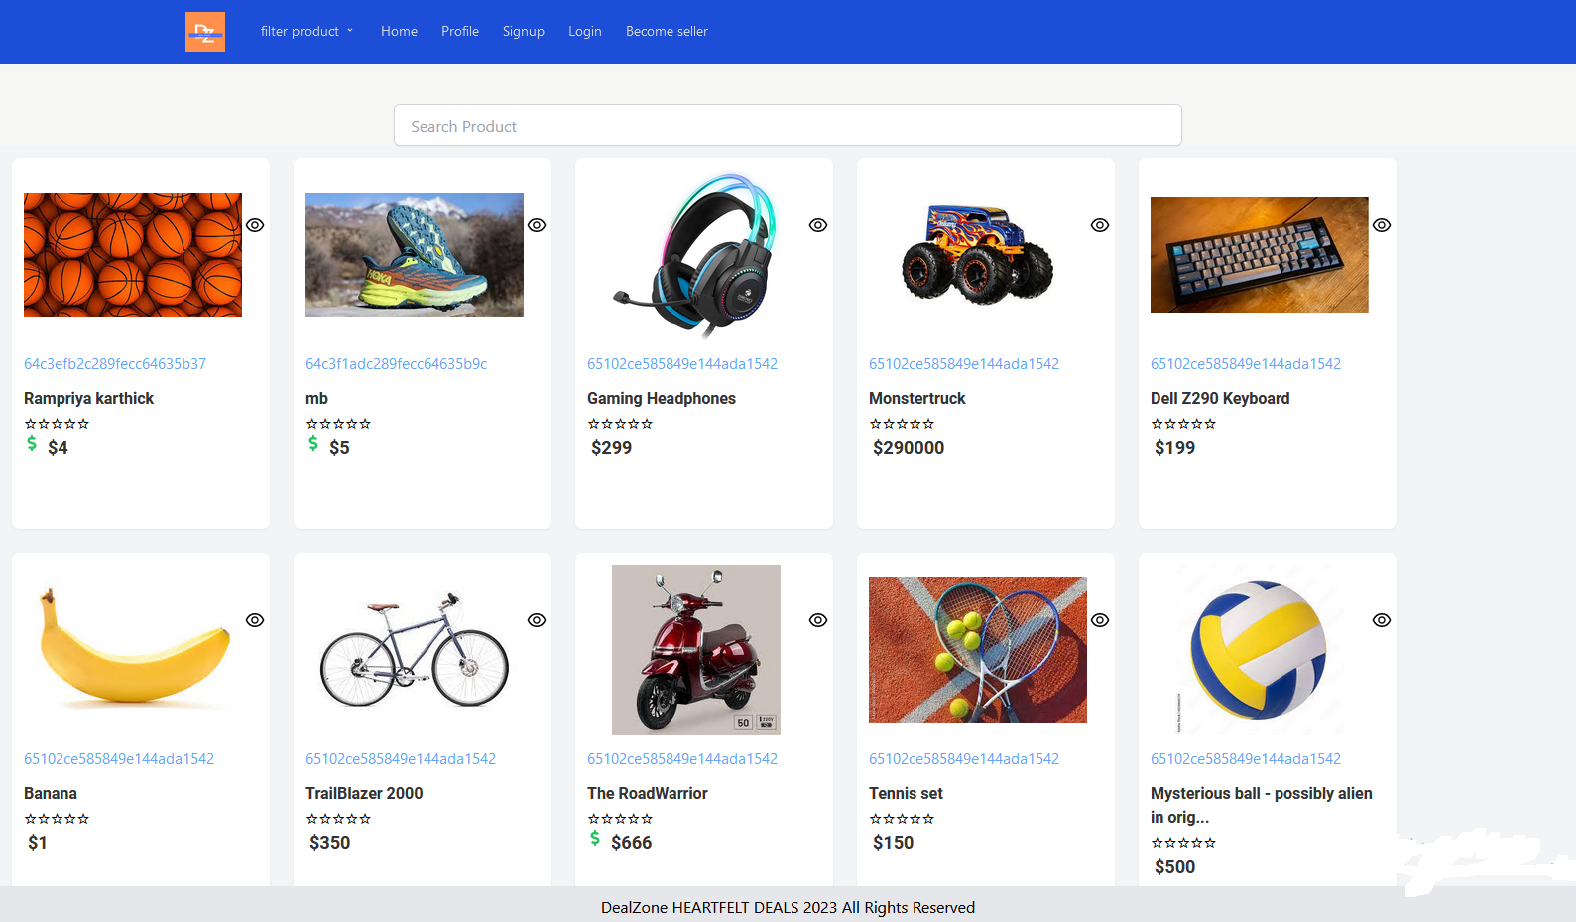 DZ
filter product Home Profile Signup Login Become seller
Search Product
64c3efb2c289fecc64635b37
Rampriya karthick
$ $4
64c3f1adc289fecc64635b9c
mb
$ $5
65102ce585849e144ada1542
Gaming Headphones
$299
65102ce585849e144ada1542
Monstertruck
$290000
65102ce585849e144ada1542
Dell Z290 Keyboard
$199
65102ce585849e144ada1542
Banana
$1
65102ce585849e144ada1542
TrailBlazer 2000
$350
50
65102ce585849e144ada1542
The RoadWarrior
$ $666
65102ce585849e144ada1542
Tennis set
$150
65102ce585849e144ada1542
Mysterious ball - possibly alien
in orig...
$500
DealZone HEARTFELT DEALS 2023 All Rights Reserved